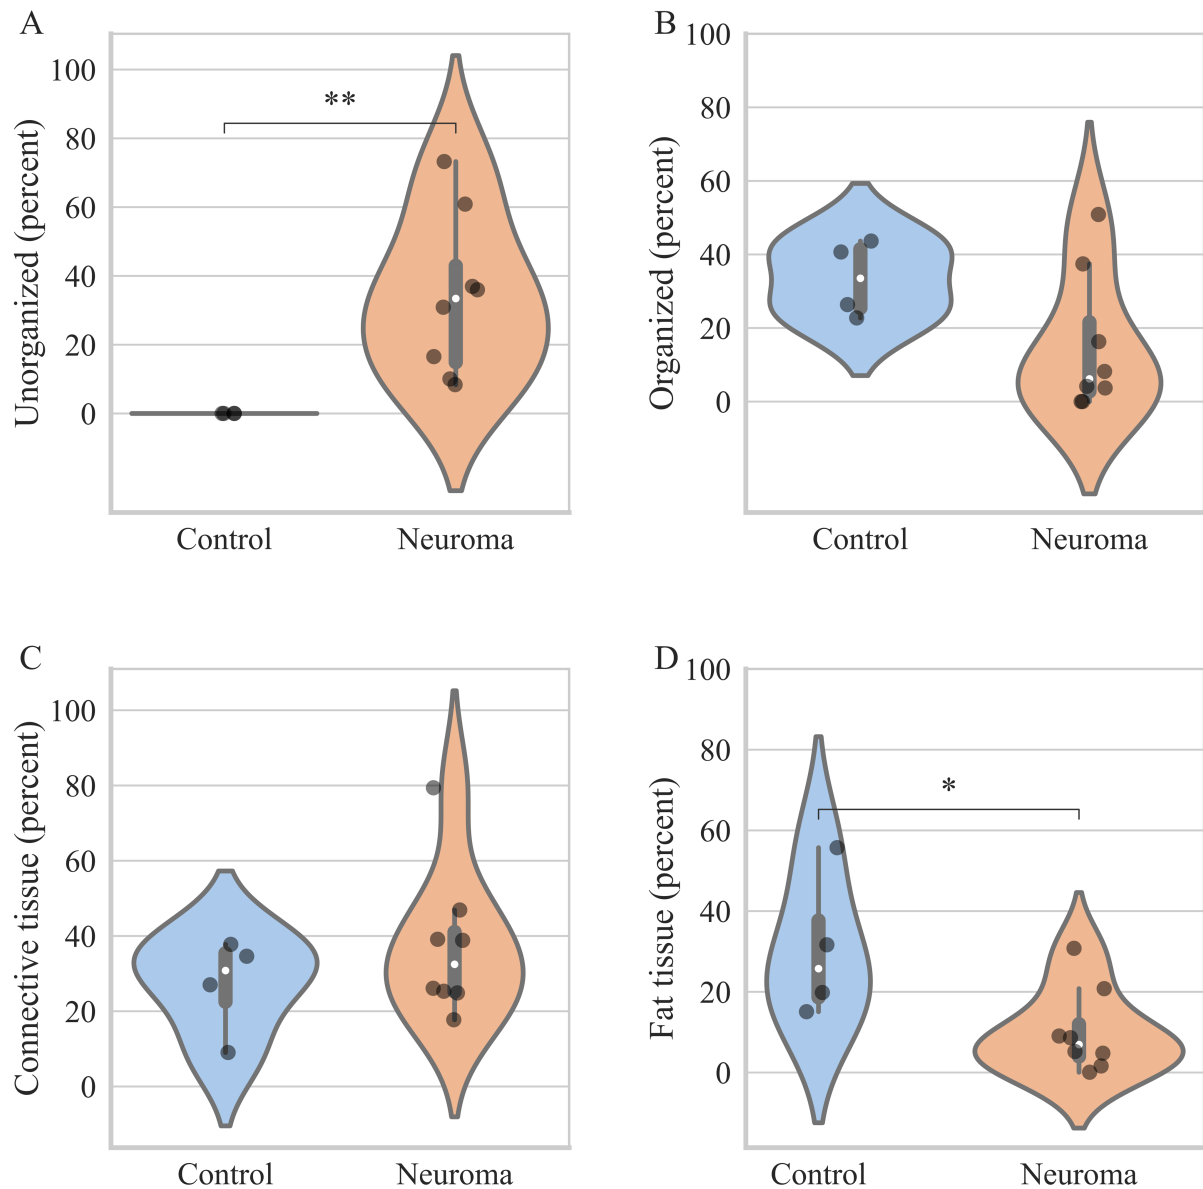 A
Unorganized (percent)
100
80
60
40
20
0
**
Control
Neuroma
B
Organized (percent)
100
80
60
40
20
0
Control
Neuroma
C
Connective tissue (percent)
100
80
60
40
20
0
Control
Neuroma
D
Fat tissue (percent)
100
80
60
40
20
0
*
Control
Neuroma